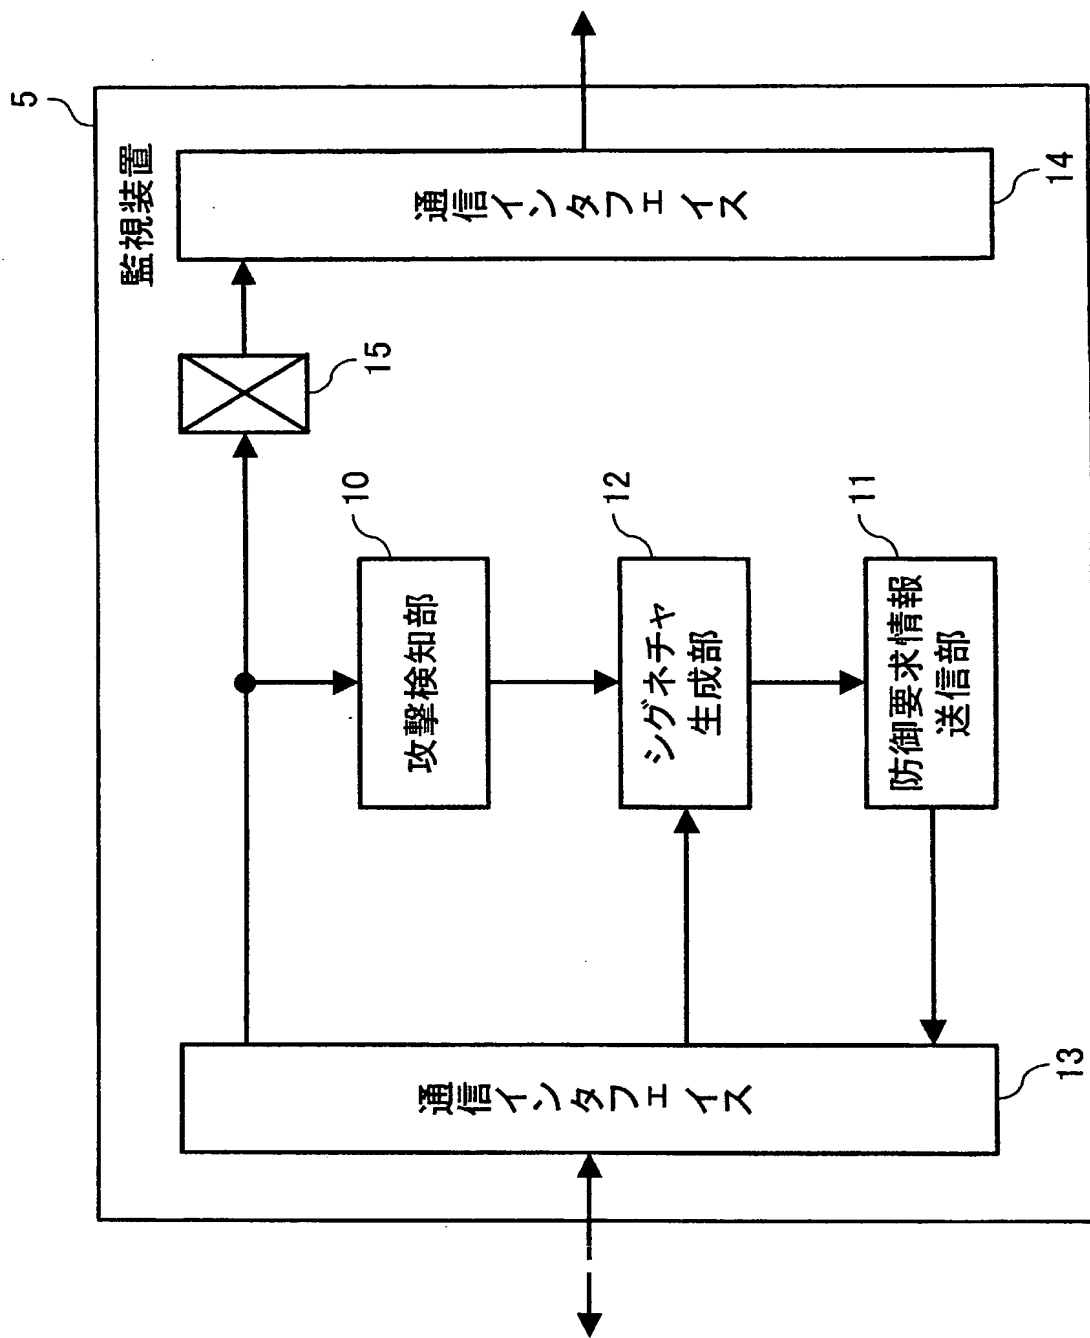 5
監視装置
通信インタフェイス
14
15
10
攻撃検知部
12
シグネチャ
生成部
11
防御要求情報
送信部
通信インタフェイス
13